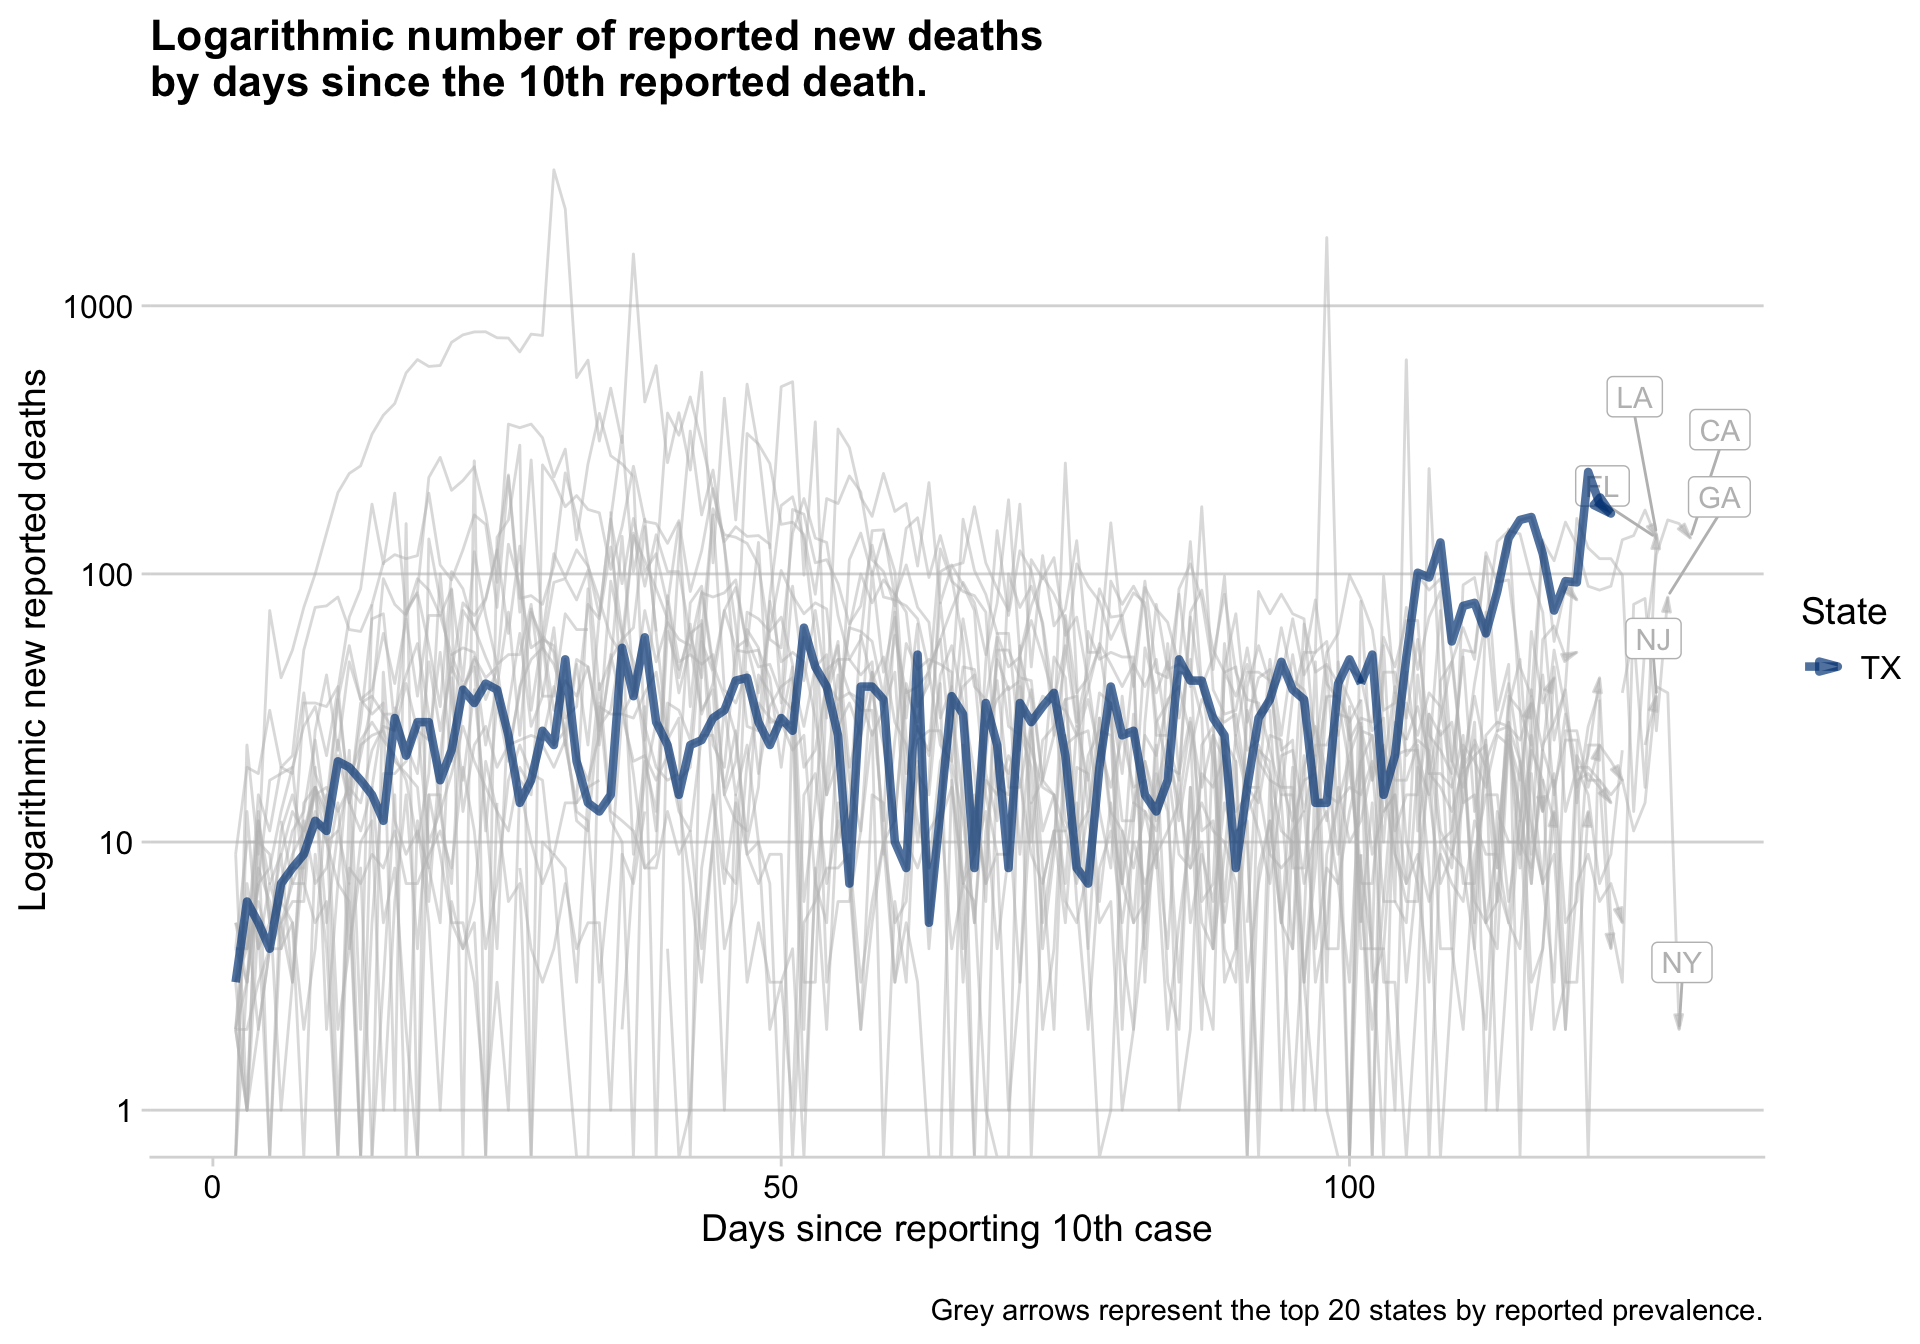 Logarithmic number of reported new deaths
by days since the 10th reported death.
Logarithmic new reported deaths
1000
100
10
1
LA
CA
FL
GA
NJ
NY
State
TX
0
50
100
Days since reporting 10th case
Grey arrows represent the top 20 states by reported prevalence.